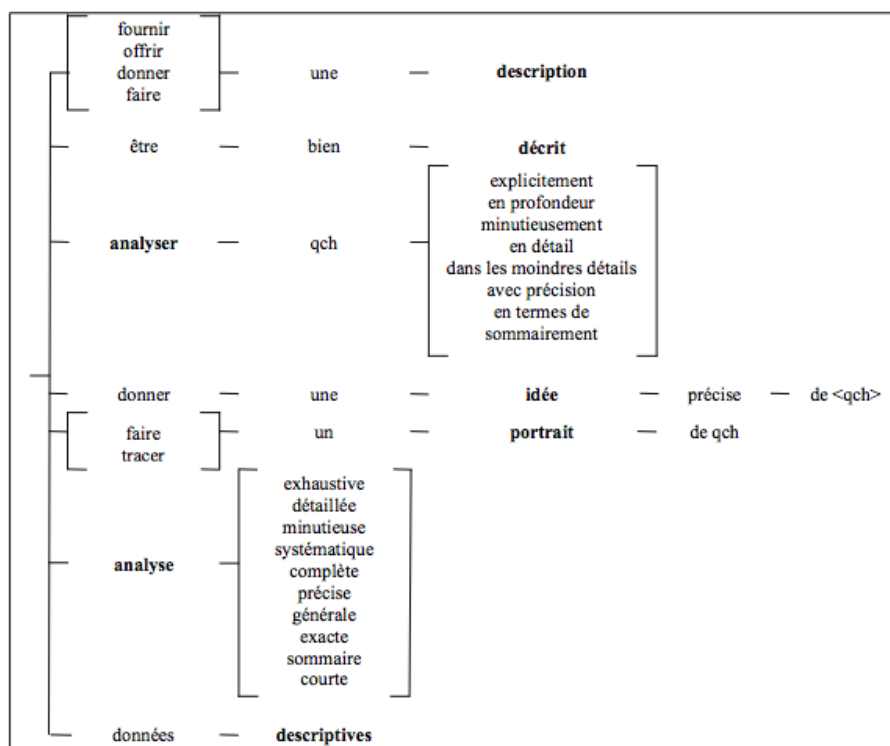 fournir
offrir
donner
faire
une
description
être
bien
décrit
analyser
qch
explicitement
en profondeur
minutieusement
en détail
dans les moindres détails
avec précision
en termes de
sommairement
donner
une
idée
précise
de <qch>
faire
tracer
un
portrait
de qch
analyse
exhaustive
détaillée
minutieuse
systématique
complète
précise
générale
exacte
sommaire
courte
données
descriptives